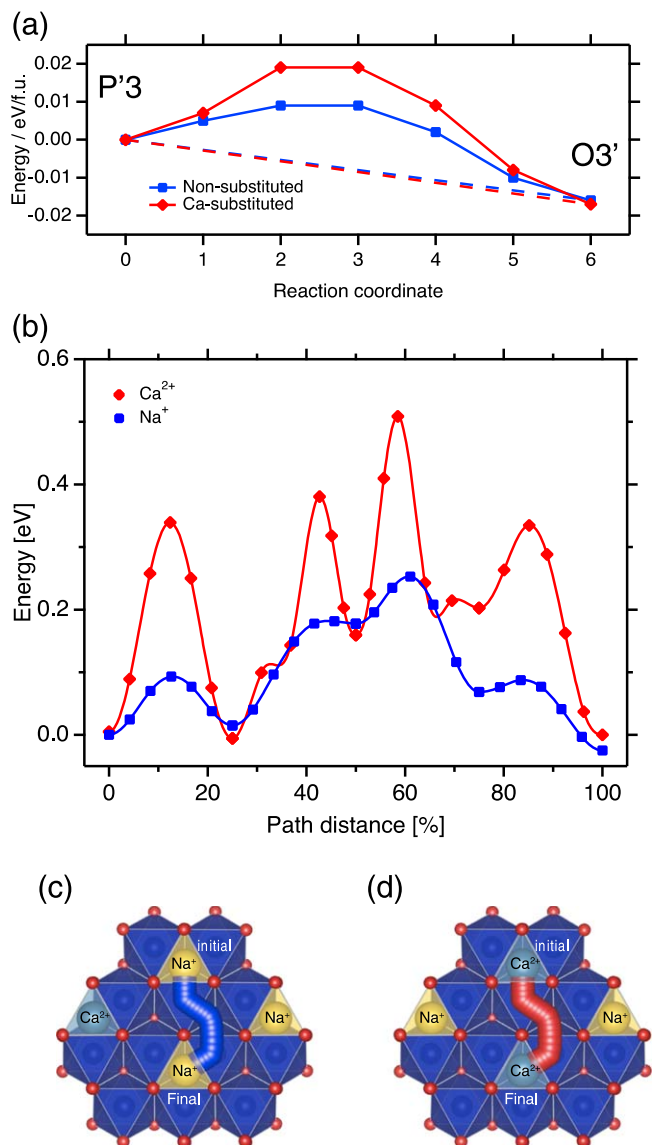 (a)
Energy / eV/f.u.
0.02
0.01
0.00
-0.01
-0.02
P'3
O3'
Non-substituted
Ca-substituted
0 1 2 3 4 5 6
Reaction coordinate
(b)
Energy [eV]
0.6
0.4
0.2
0.0
Ca²⁺
Na⁺
0 20 40 60 80 100
Path distance [%]
(c) (d)
initial initial
Na⁺ Ca²⁺
Ca²⁺ Na⁺ Na⁺ Na⁺
Na⁺ Ca²⁺
Final Final